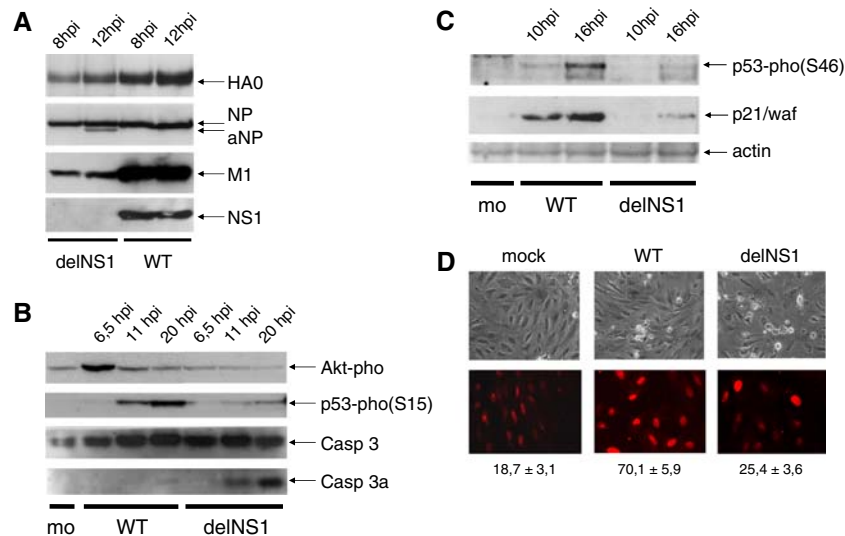 A
8hpi 12hpi 8hpi 12hpi
HA0
NP
aNP
M1
NS1
delNS1 WT
B
6,5 hpi 11 hpi 20 hpi 6,5 hpi 11 hpi 20 hpi
Akt-pho
p53-pho(S15)
Casp 3
Casp 3a
mo WT delNS1
C
10hpi 16hpi 10hpi 16hpi
p53-pho(S46)
p21/waf
actin
mo WT delNS1
D
mock WT delNS1
18,7 ± 3,1 70,1 ± 5,9 25,4 ± 3,6